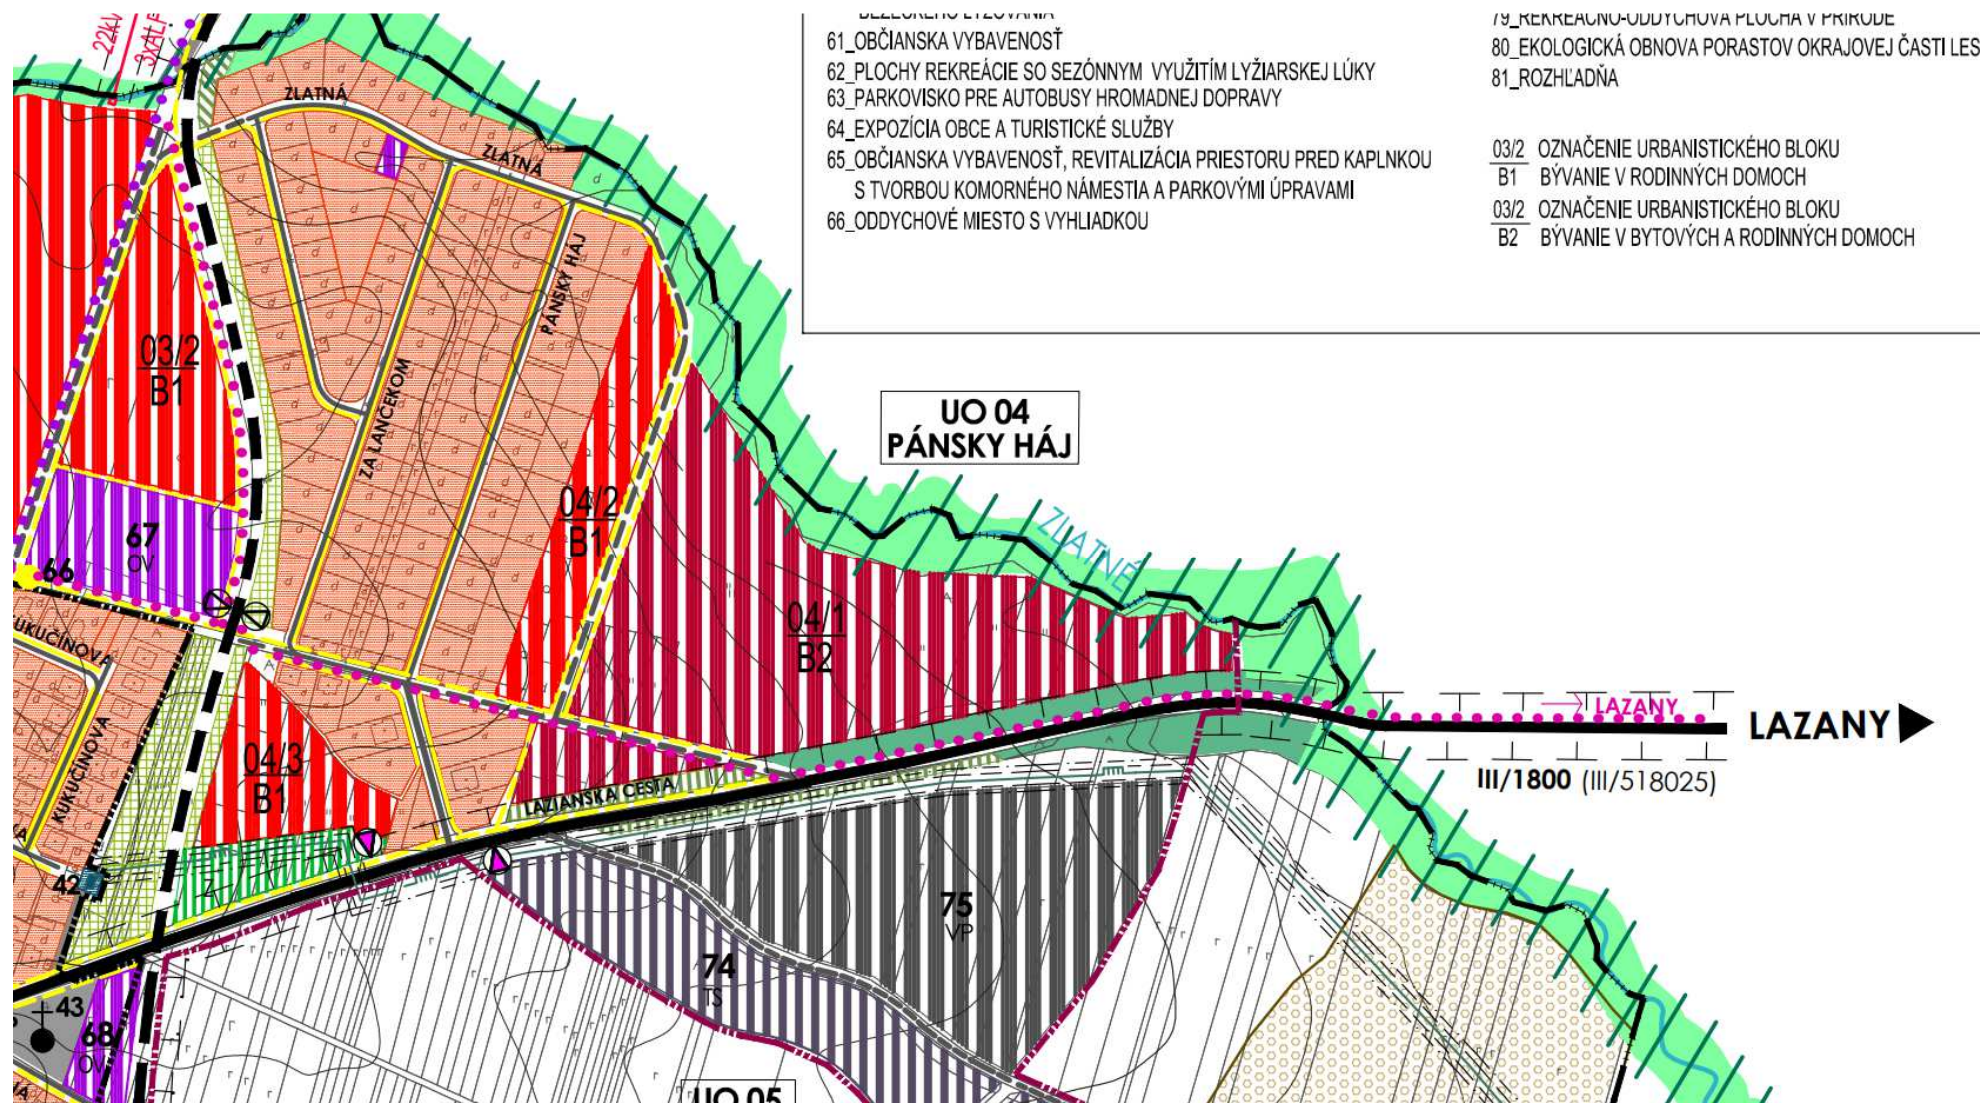 22kV
61_OBČIANSKA VYBAVENOSŤ
62_PLOCHY REKREÁCIE SO SEZÓNNYM VYUŽITÍM LYŽIARSKEJ LÚKY
63_PARKOVISKO PRE AUTOBUSY HROMADNEJ DOPRAVY
64_EXPOZÍCIA OBCE A TURISTICKÉ SLUŽBY
65_OBČIANSKA VYBAVENOSŤ, REVITALIZÁCIA PRIESTORU PRED KAPLNKOU
S TVORBOU KOMORNÉHO NÁMESTIA A PARKOVÝMI ÚPRAVAMI
66_ODDYCHOVÉ MIESTO S VYHLIADKOU
79_REKREAČNO-ODDYCHOVÁ PLOCHA V PRÍRODE
80_EKOLOGICKÁ OBNOVA PORASTOV OKRAJOVEJ ČASTI LES
81_ROZHĽADŇA
03/2 OZNAČENIE URBANISTICKÉHO BLOKU
B1 BÝVANIE V RODINNÝCH DOMOCH
03/2 OZNAČENIE URBANISTICKÉHO BLOKU
B2 BÝVANIE V BYTOVÝCH A RODINNÝCH DOMOCH
ZLATNÁ
ZLATNÁ
PÁNSKY HÁJ
ZA LANČEKOM
03/2
B1
UO 04
PÁNSKY HÁJ
04/2
B1
ZLATNÉ
67
OV
66
KUKUČÍNOVA
04/1
B2
KUKUČÍNOVA
04/3
B1
LAZIANSKA CESTA
LAZANY
LAZANY
III/1800 (III/518025)
42
75
VP
74
TS
43
68
OV
UO 05